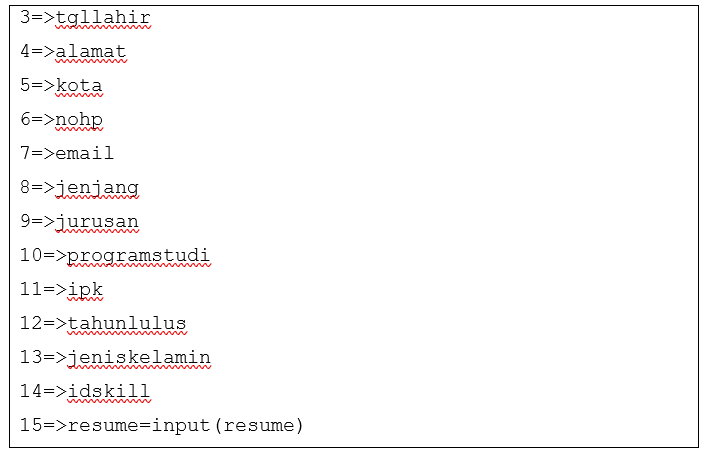 3=>tgllahir
4=>alamat
5=>kota
6=>nohp
7=>email
8=>jenjang
9=>jurusan
10=>programstudi
11=>ipk
12=>tahunlulus
13=>jeniskelamin
14=>idskill
15=>resume=input(resume)